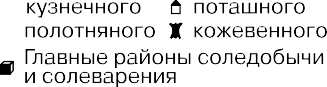 кузнечного поташного
полотняного кожевенного
Главные районы соледобычи
и солеварения